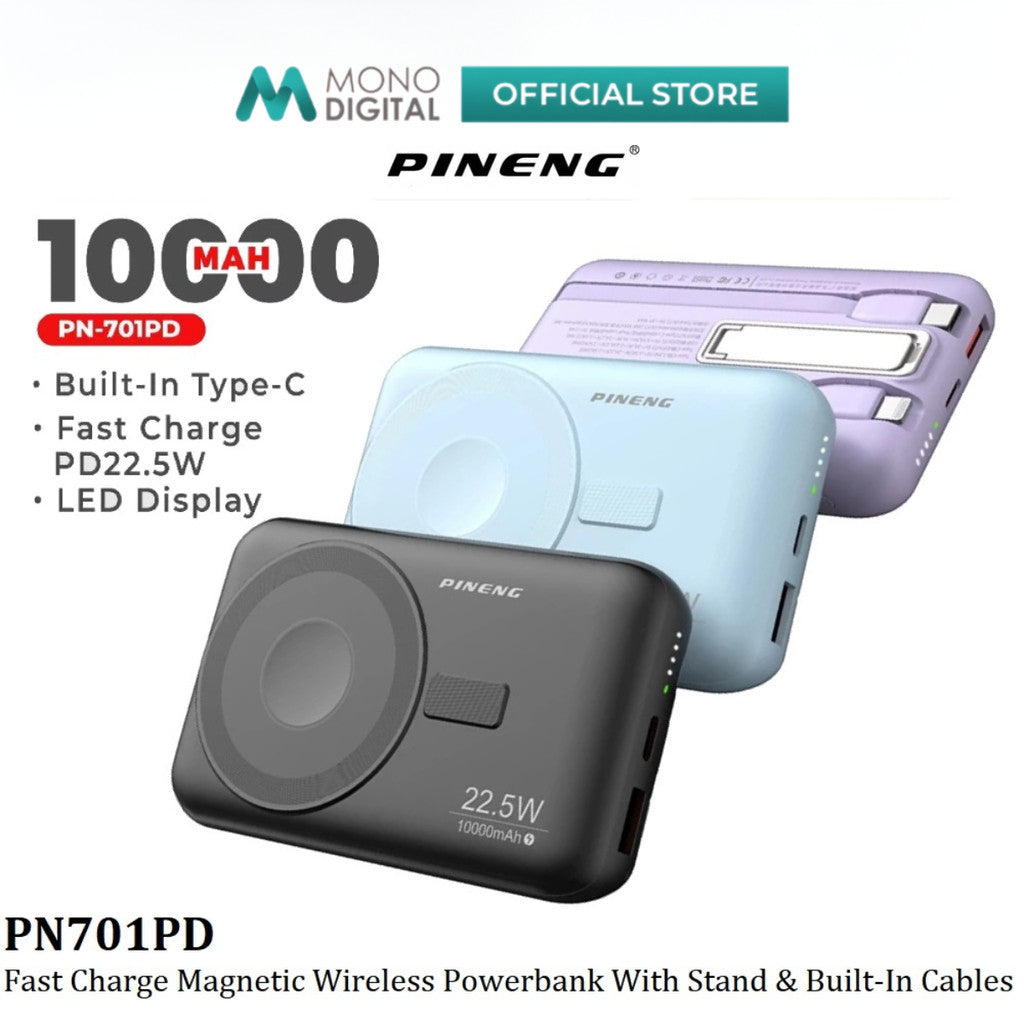 MONO
DIGITAL
OFFICIAL STORE
PINENG®
10000
MAH
PN-701PD
• Built-In Type-C
• Fast Charge
PD22.5W
• LED Display
PINENG
PINENG
22.5W
10000mAh
PN701PD
Fast Charge Magnetic Wireless Powerbank With Stand & Built-In Cables